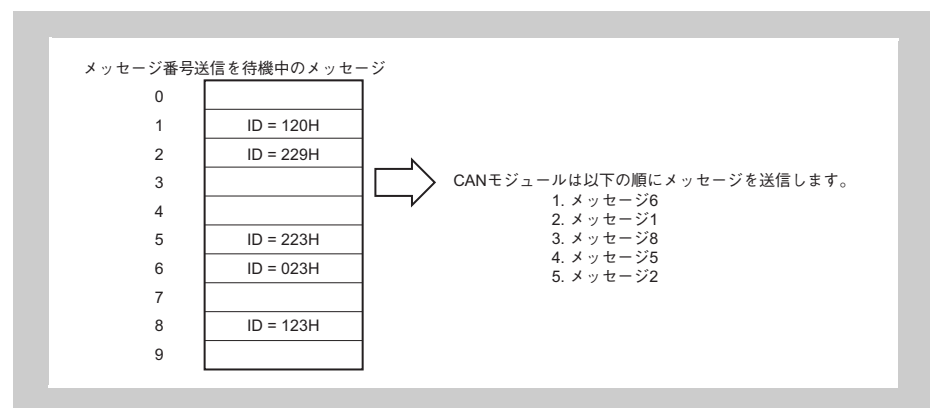 メッセージ番号送信を待機中のメッセージ
0
1 ID = 120H
2 ID = 229H
3
4
5 ID = 223H
6 ID = 023H
7
8 ID = 123H
9
CANモジュールは以下の順にメッセージを送信します。
1. メッセージ6
2. メッセージ1
3. メッセージ8
4. メッセージ5
5. メッセージ2